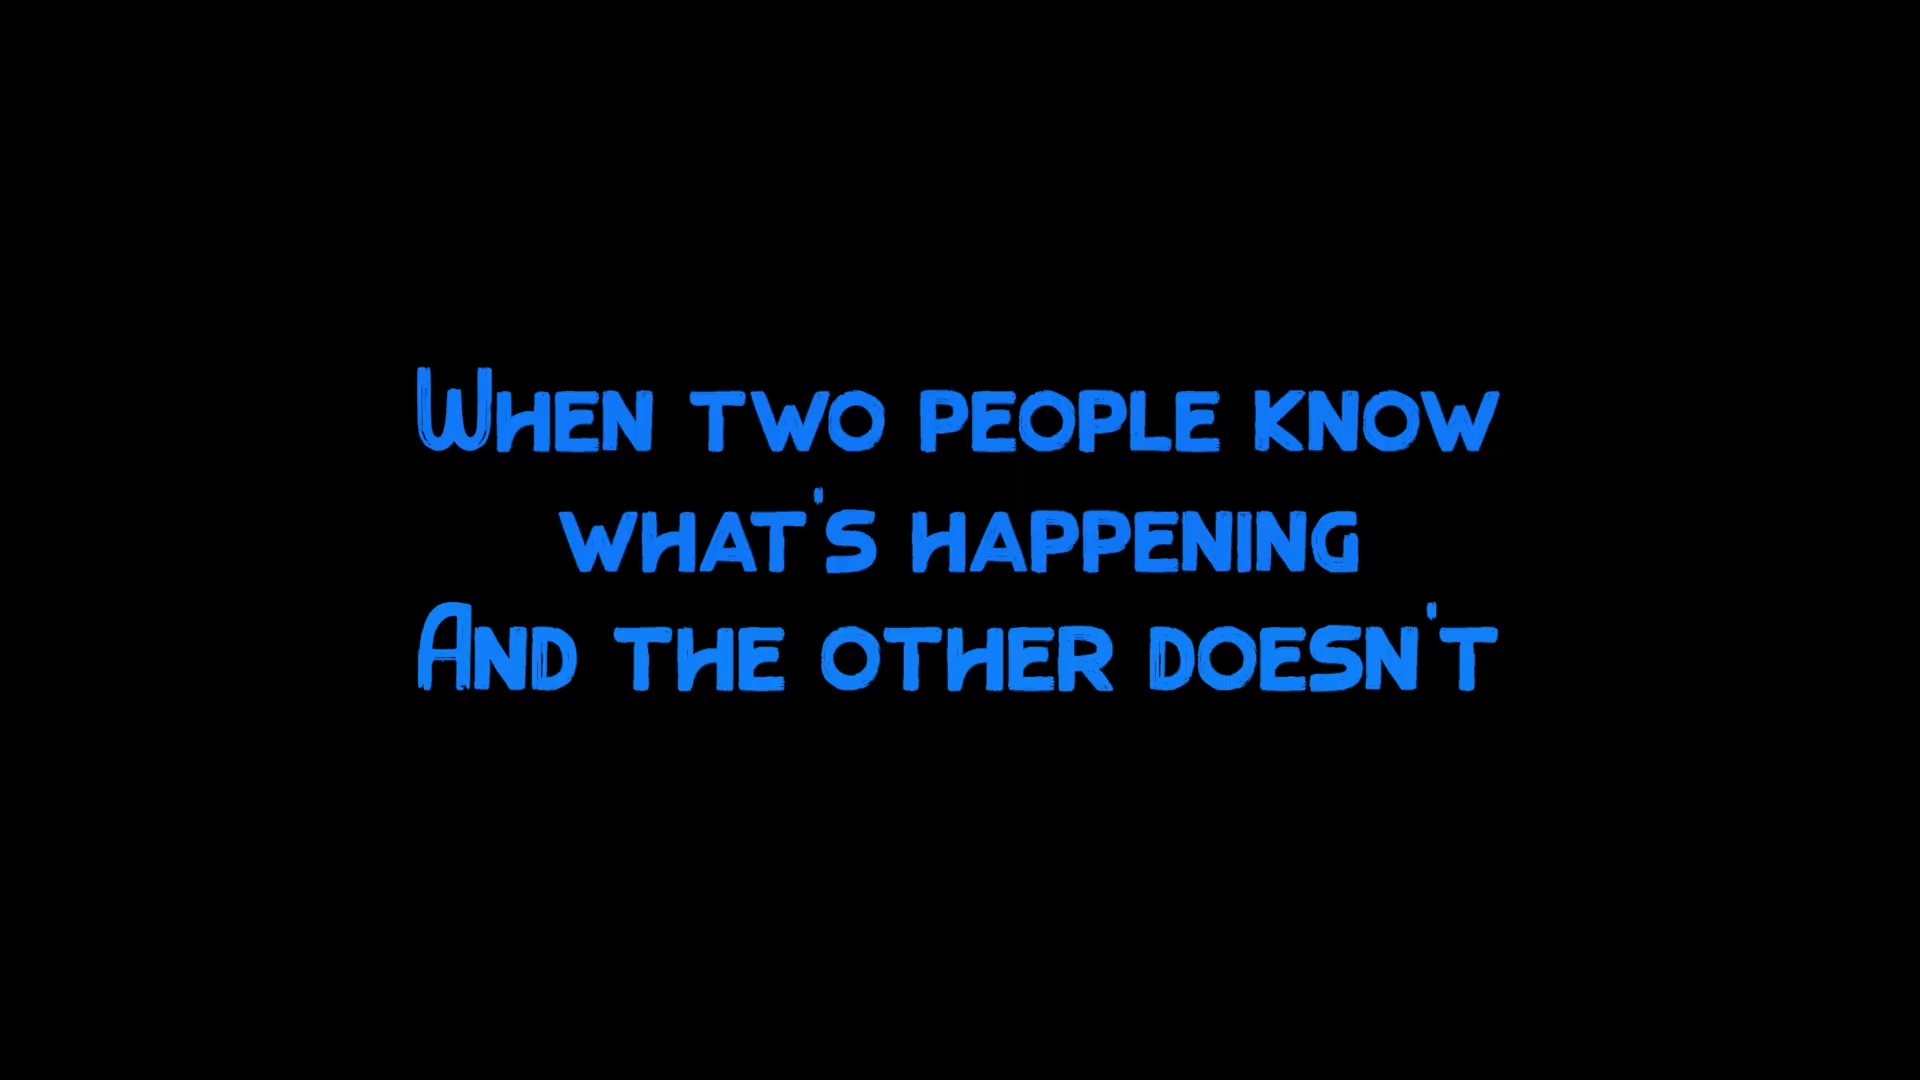 When two people know
what's happening
And the other doesn't